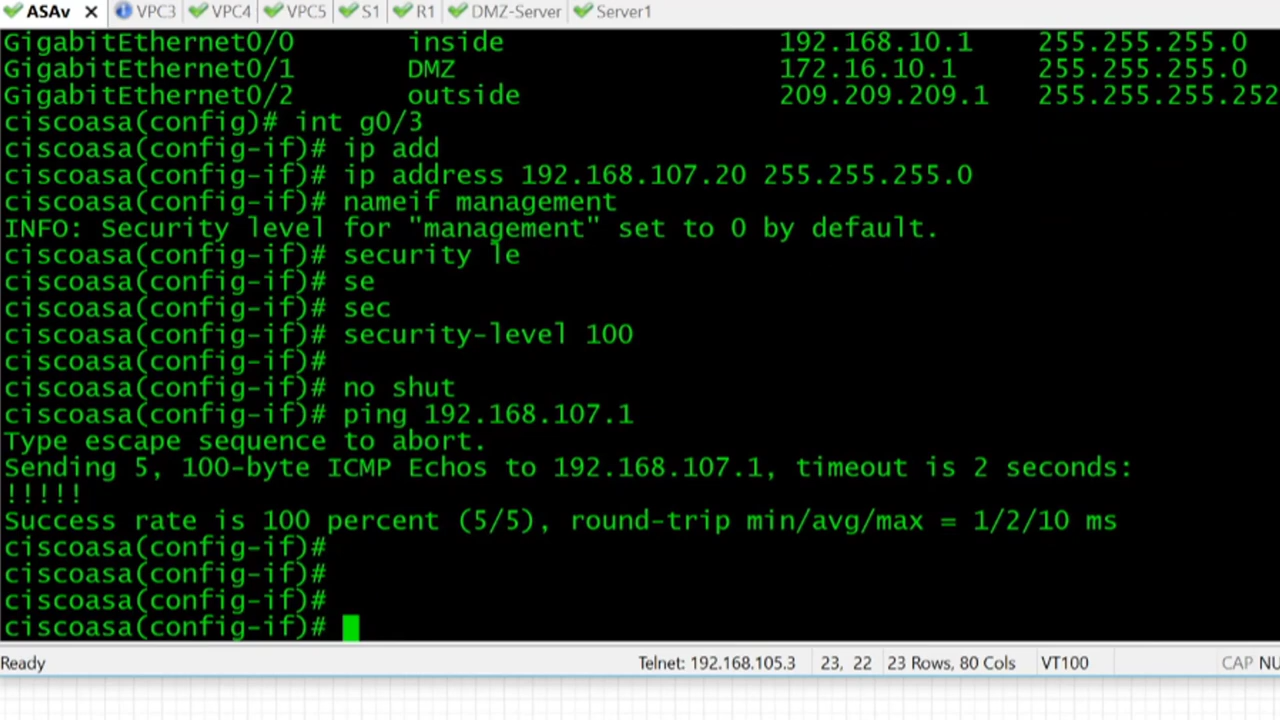 ASAv X VPC3 VPC4 VPC5 S1 R1 DMZ-Server Server1
GigabitEthernet0/0 inside 192.168.10.1 255.255.255.0
GigabitEthernet0/1 DMZ 172.16.10.1 255.255.255.0
GigabitEthernet0/2 outside 209.209.209.1 255.255.255.252
ciscoasa(config)# int g0/3
ciscoasa(config-if)# ip add
ciscoasa(config-if)# ip address 192.168.107.20 255.255.255.0
ciscoasa(config-if)# nameif management
INFO: Security level for "management" set to 0 by default.
ciscoasa(config-if)# security le
ciscoasa(config-if)# se
ciscoasa(config-if)# sec
ciscoasa(config-if)# security-level 100
ciscoasa(config-if)#
ciscoasa(config-if)# no shut
ciscoasa(config-if)# ping 192.168.107.1
Type escape sequence to abort.
Sending 5, 100-byte ICMP Echos to 192.168.107.1, timeout is 2 seconds:
!!!!!
Success rate is 100 percent (5/5), round-trip min/avg/max = 1/2/10 ms
ciscoasa(config-if)#
ciscoasa(config-if)#
ciscoasa(config-if)#
ciscoasa(config-if)#
Ready Telnet: 192.168.105.3 23, 22 23 Rows, 80 Cols VT100 CAP NU